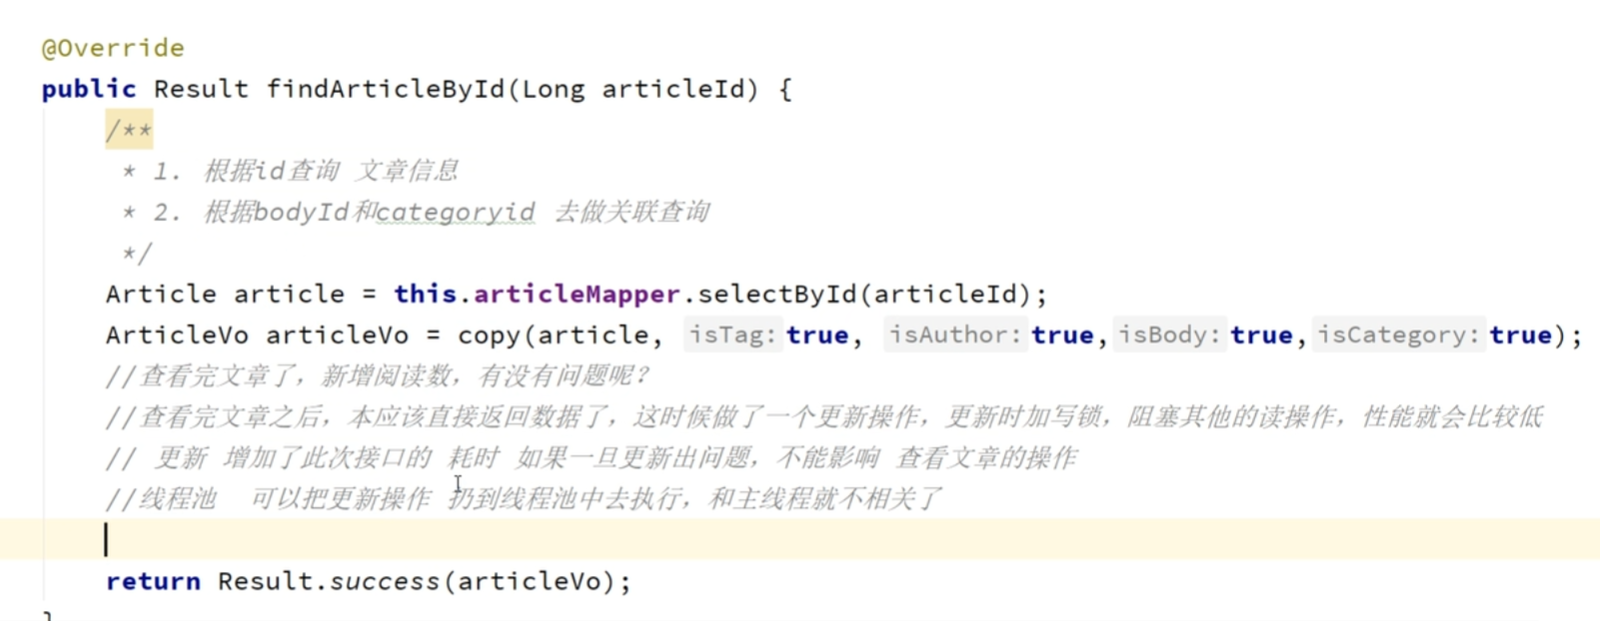 @Override
public Result findArticleById(Long articleId) {
/**
* 1. 根据id查询 文章信息
* 2. 根据bodyId和categoryid 去做关联查询
*/
Article article = this.articleMapper.selectById(articleId);
ArticleVo articleVo = copy(article, isTag: true, isAuthor: true, isBody: true, isCategory: true);
//查看完文章了，新增阅读数，有没有问题呢？
//查看完文章之后，本应该直接返回数据了，这时候做了一个更新操作，更新时加写锁，阻塞其他的读操作，性能就会比较低
// 更新 增加了此次接口的 耗时 如果一旦更新出问题，不能影响 查看文章的操作
//线程池 可以把更新操作 扔到线程池中去执行，和主线程就不相关了
return Result.success(articleVo);
}